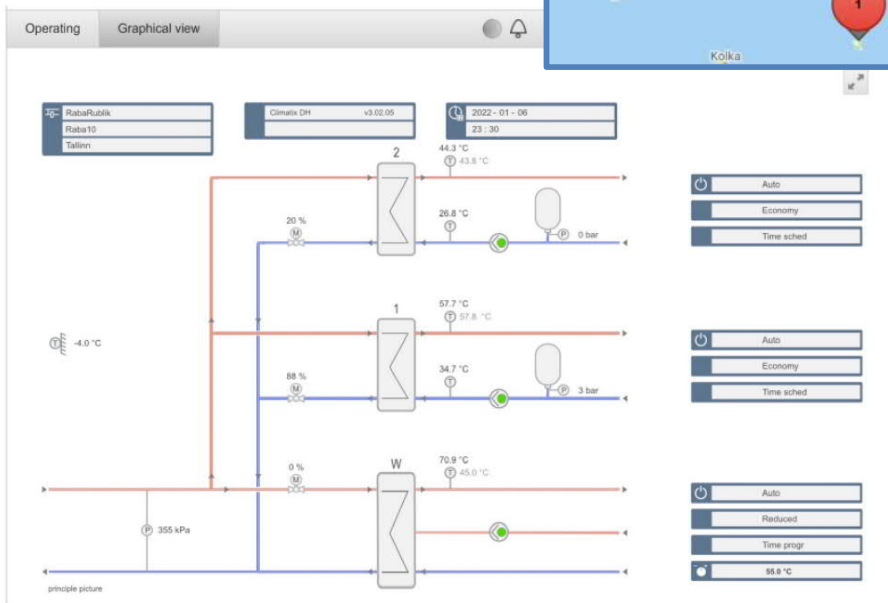 Operating
Graphical view
1
Kolka
RabaRublik
Raba10
Tallinn
Climatix DH v3.02.05
2022 - 01 - 06
23 : 30
2
44.3 °C
T 43.8 °C
20 %
M
26.8 °C
T
P 0 bar
Auto
Economy
Time sched
T -4.0 °C
1
57.7 °C
T 57.8 °C
88 %
M
34.7 °C
T
P 3 bar
Auto
Economy
Time sched
W
0 %
M
70.9 °C
T 45.0 °C
P 355 kPa
Auto
Reduced
Time progr
55.0 °C
principle picture